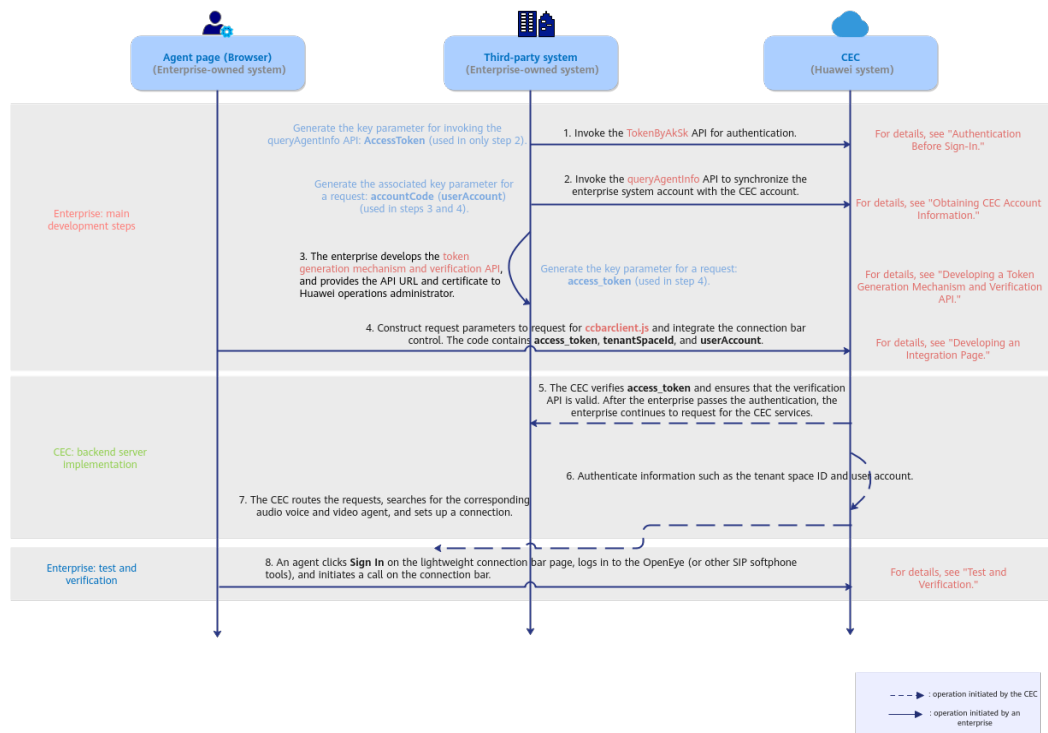 Agent page (Browser)
(Enterprise-owned system)
Third-party system
(Enterprise-owned system)
CEC
(Huawei system)
Generate the key parameter for invoking the
queryAgentInfo API: AccessToken (used in only step 2).
1. Invoke the TokenByAkSk API for authentication.
For details, see "Authentication
Before Sign-In."
2. Invoke the queryAgentInfo API to synchronize the
enterprise system account with the CEC account.
Generate the associated key parameter for
a request: accountCode (userAccount)
(used in steps 3 and 4).
For details, see "Obtaining CEC Account
Information."
Enterprise: main
development steps
3. The enterprise develops the token
generation mechanism and verification API,
and provides the API URL and certificate to
Huawei operations administrator.
Generate the key parameter for a request:
access_token (used in step 4).
For details, see "Developing a Token
Generation Mechanism and Verification
API."
4. Construct request parameters to request for ccbarclient.js and integrate the connection bar
control. The code contains access_token, tenantSpaceId, and userAccount.
For details, see "Developing an
Integration Page."
5. The CEC verifies access_token and ensures that the verification
API is valid. After the enterprise passes the authentication, the
enterprise continues to request for the CEC services.
CEC: backend server
implementation
6. Authenticate information such as the tenant space ID and user account.
7. The CEC routes the requests, searches for the corresponding
audio voice and video agent, and sets up a connection.
Enterprise: test and
verification
8. An agent clicks Sign In on the lightweight connection bar page, logs in to the OpenEye (or other SIP softphone
tools), and initiates a call on the connection bar.
For details, see "Test and
Verification."
: operation initiated by the CEC
: operation initiated by an
enterprise